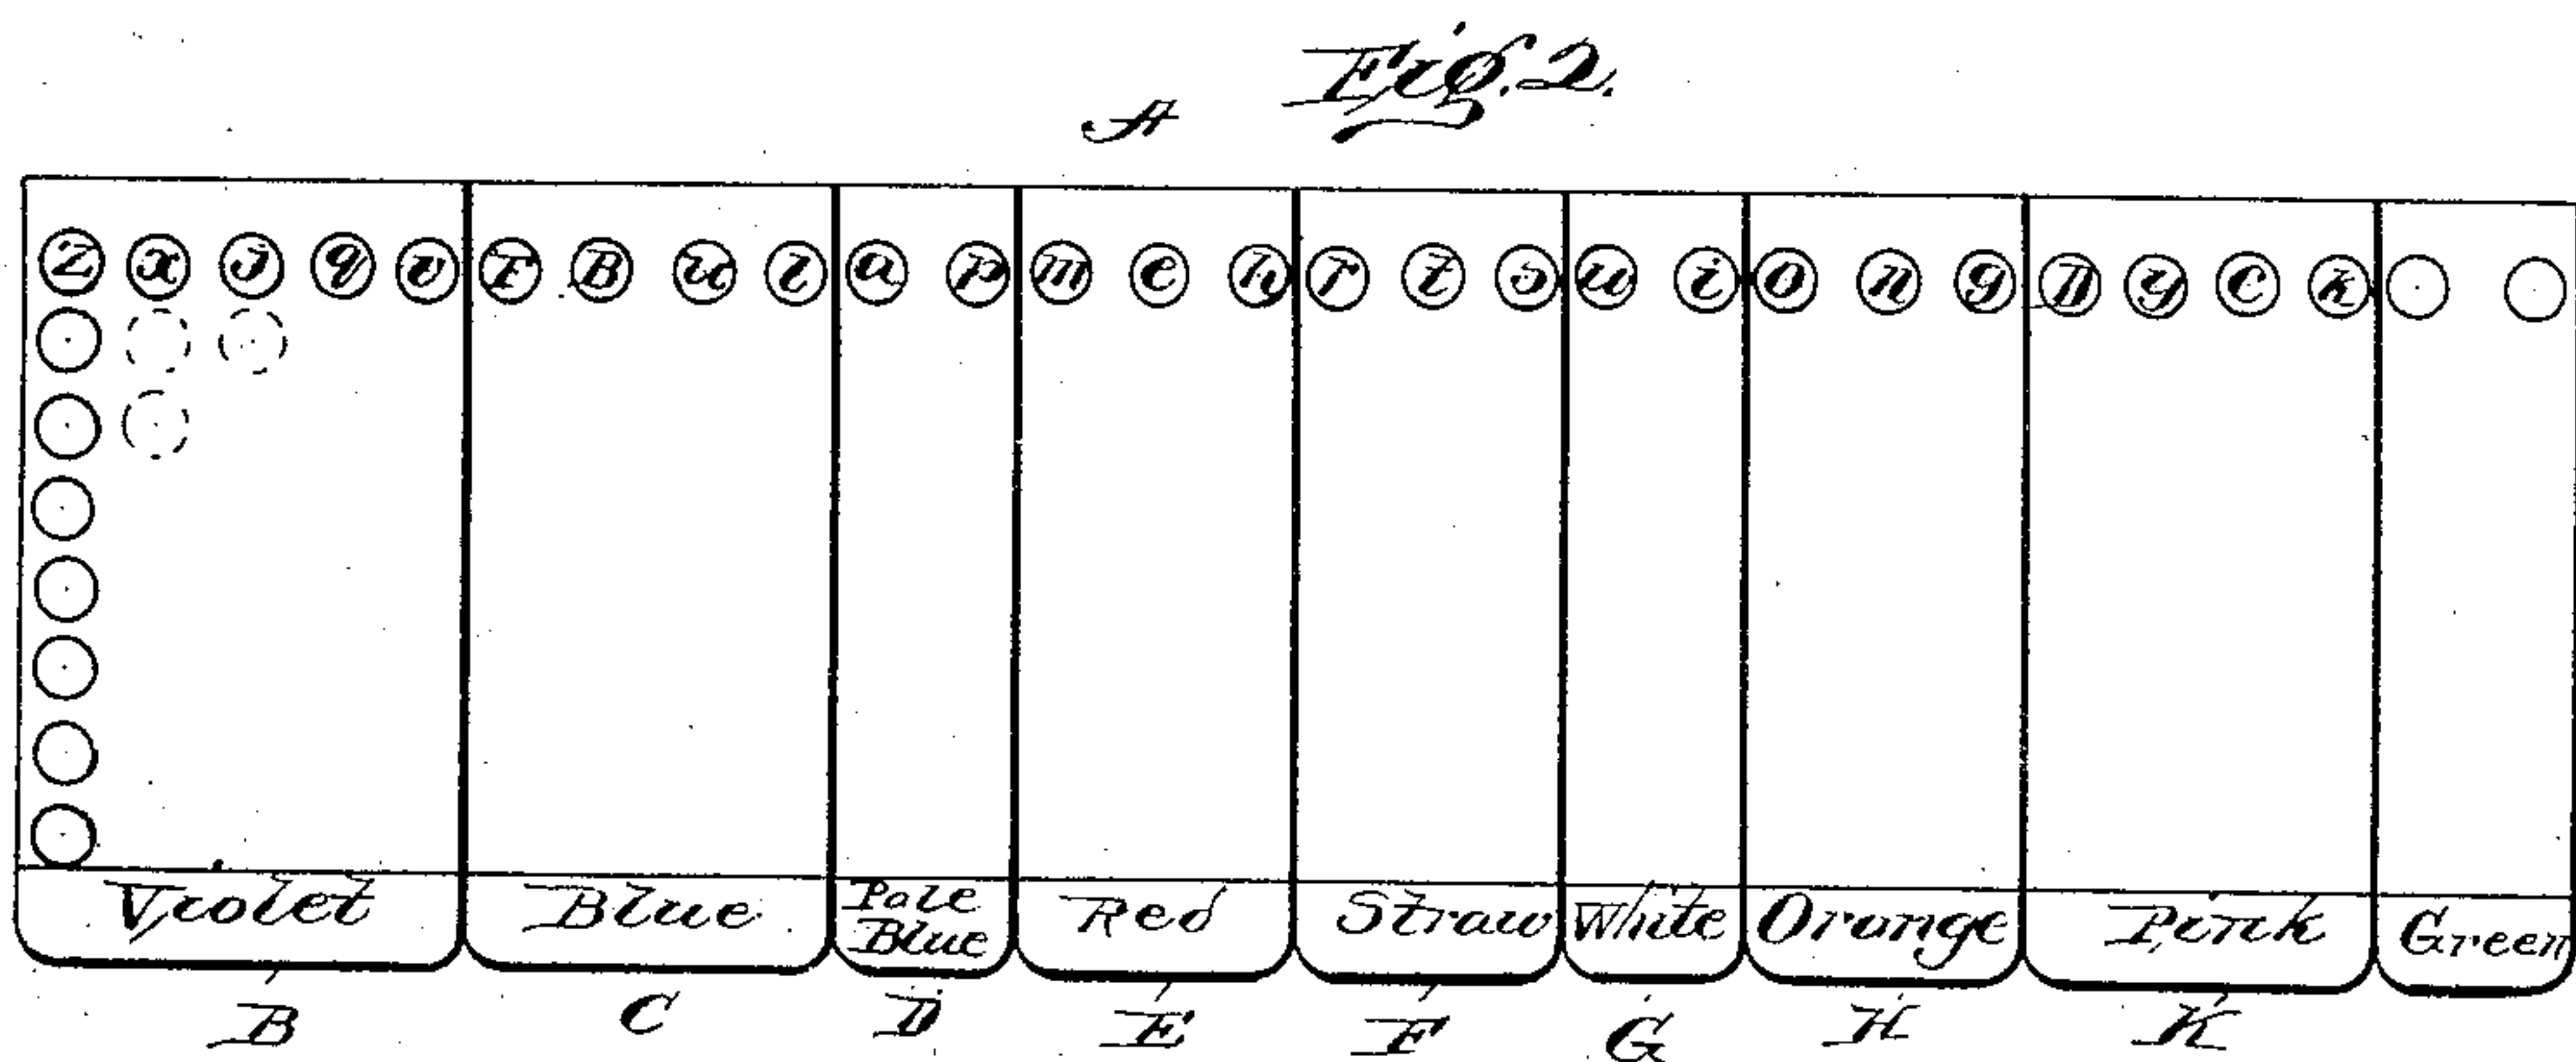 Fig. 2.
A
Z x j q v F B u l a p m e h r t s w i o n g D y c k
Violet Blue Pale Blue Red Straw White Orange Pink Green
B C D E F G H K